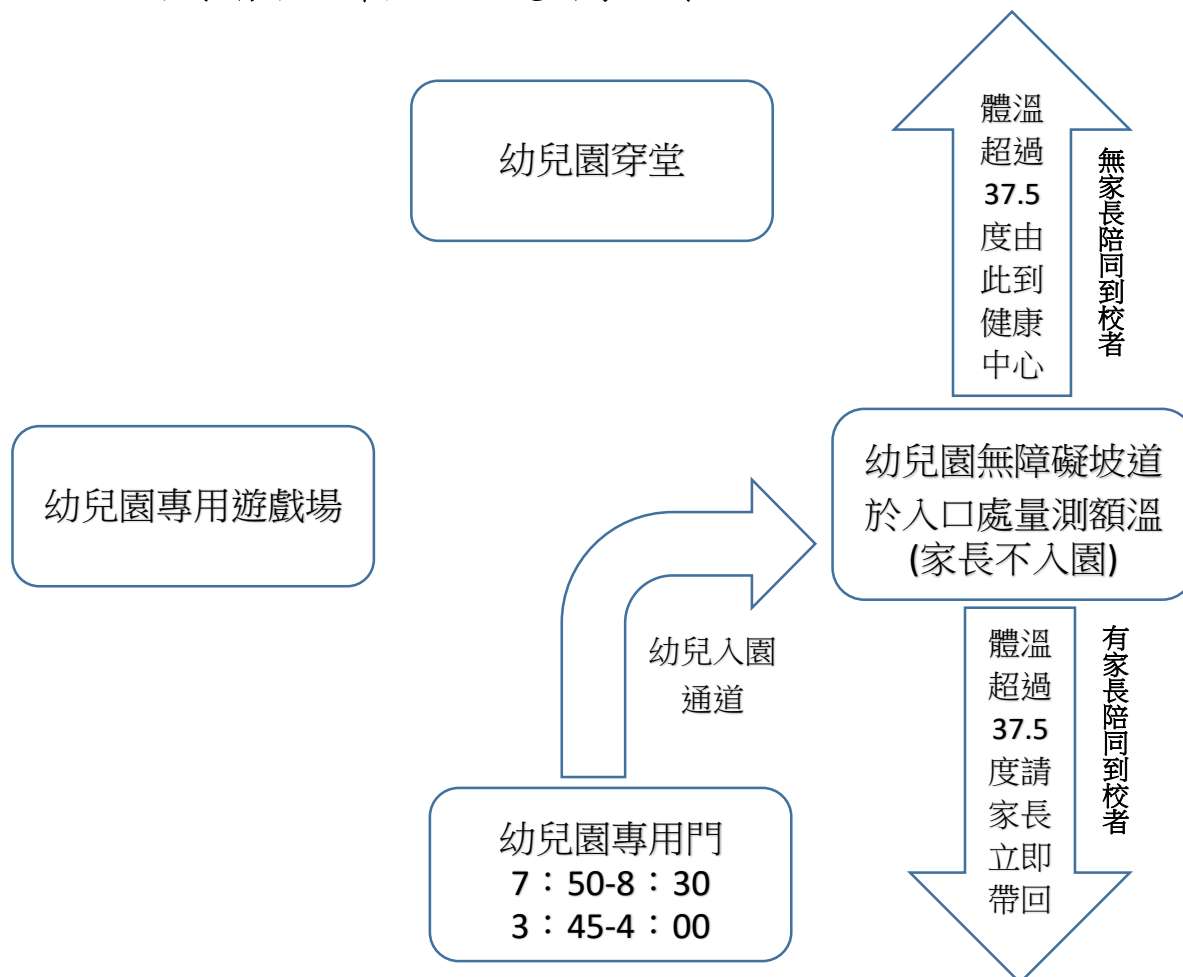 幼兒園穿堂
體溫
超過
37.5
度由
此到
健康
中心
無家長陪同到校者
幼兒園專用遊戲場
幼兒園無障礙坡道
於入口處量測額溫
(家長不入園)
幼兒入園
通道
體溫
超過
37.5
度請
家長
立即
帶回
有家長陪同到校者
幼兒園專用門
7：50-8：30
3：45-4：00